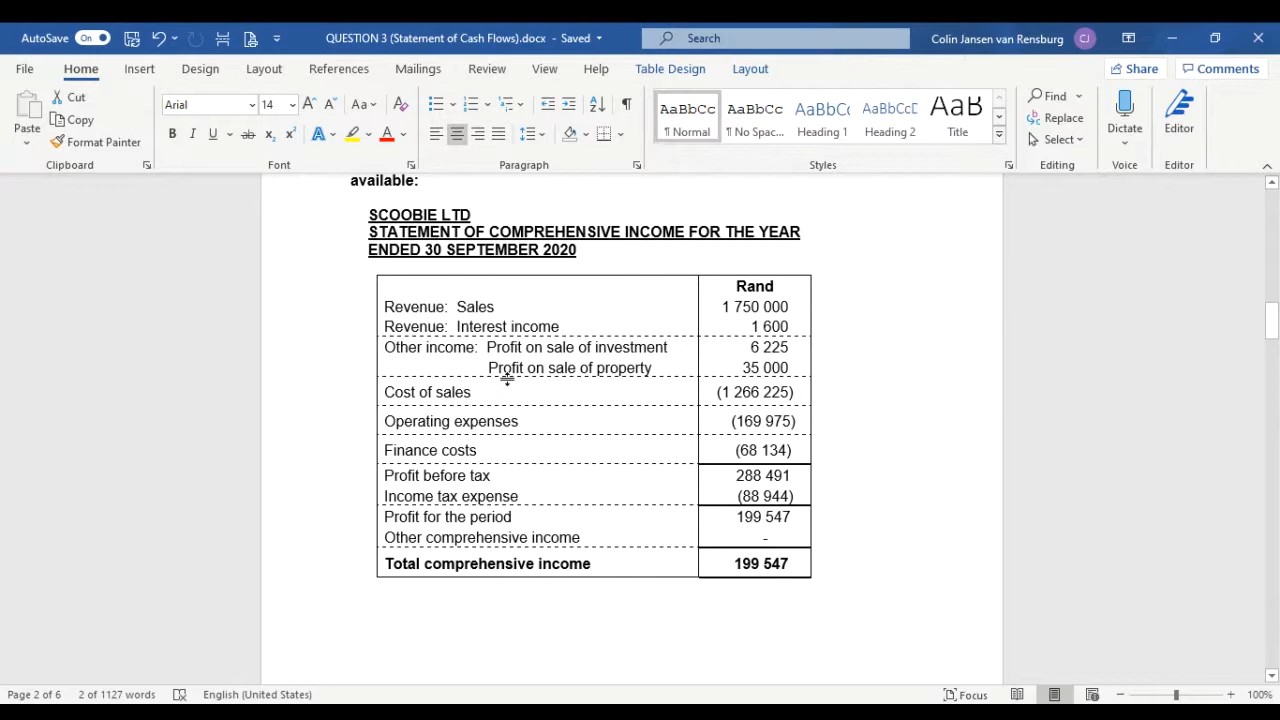 AutoSave On QUESTION 3 (Statement of Cash Flows).docx - Saved Search Colin Jansen van Rensburg CJ
File Home Insert Design Layout References Mailings Review View Help Table Design Layout Share Comments
Paste Cut Copy Format Painter
Clipboard
Arial 14 Aa
B I U ab x₂ x² A A
Font
Paragraph
AaBbCc AaBbCc AaBbC( AaBbCcD AaB
¶ Normal ¶ No Spac... Heading 1 Heading 2 Title
Styles
Find Replace Select
Editing
Dictate
Voice
Editor
Editor
available:
SCOOBIE LTD
STATEMENT OF COMPREHENSIVE INCOME FOR THE YEAR
ENDED 30 SEPTEMBER 2020
Rand
Revenue: Sales 1 750 000
Revenue: Interest income 1 600
Other income: Profit on sale of investment 6 225
Profit on sale of property 35 000
Cost of sales (1 266 225)
Operating expenses (169 975)
Finance costs (68 134)
Profit before tax 288 491
Income tax expense (88 944)
Profit for the period 199 547
Other comprehensive income -
Total comprehensive income 199 547
Page 2 of 6 2 of 1127 words English (United States) Focus 100%